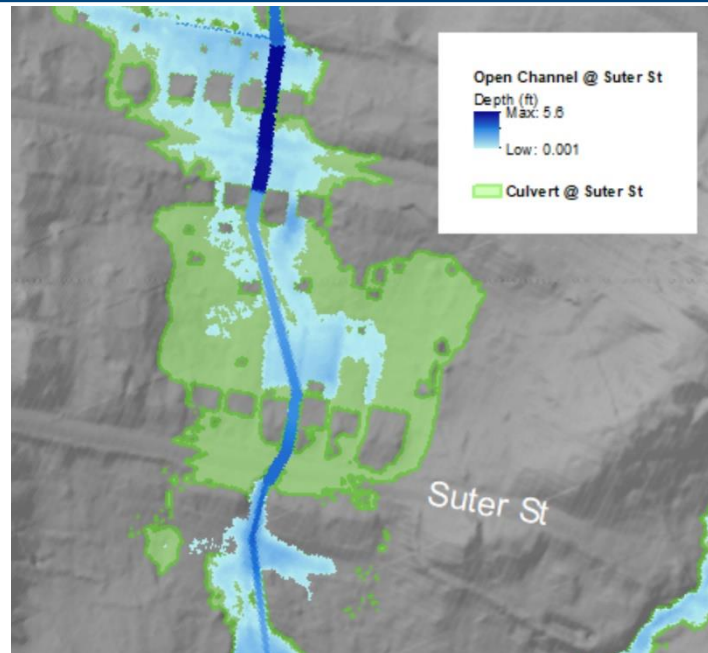 Open Channel @ Suter St
Depth (ft)
Max: 5.6
Low: 0.001
Culvert @ Suter St
Suter St